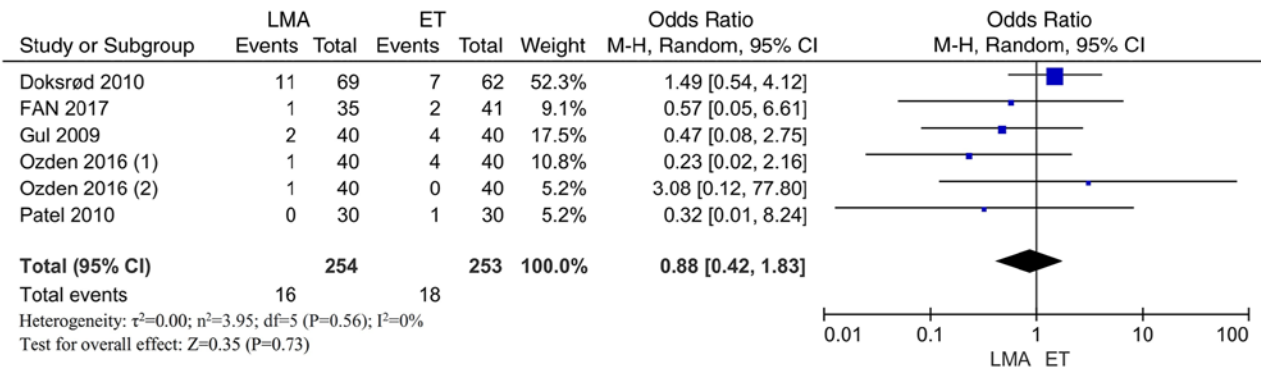 LMA ET Odds Ratio Odds Ratio
Study or Subgroup Events Total Events Total Weight M-H, Random, 95% CI M-H, Random, 95% CI
Doksrød 2010 11 69 7 62 52.3% 1.49 [0.54, 4.12]
FAN 2017 1 35 2 41 9.1% 0.57 [0.05, 6.61]
Gul 2009 2 40 4 40 17.5% 0.47 [0.08, 2.75]
Ozden 2016 (1) 1 40 4 40 10.8% 0.23 [0.02, 2.16]
Ozden 2016 (2) 1 40 0 40 5.2% 3.08 [0.12, 77.80]
Patel 2010 0 30 1 30 5.2% 0.32 [0.01, 8.24]
Total (95% CI) 254 253 100.0% 0.88 [0.42, 1.83]
Total events 16 18
Heterogeneity: τ²=0.00; n²=3.95; df=5 (P=0.56); I²=0%
Test for overall effect: Z=0.35 (P=0.73)
0.01 0.1 1 10 100
LMA ET